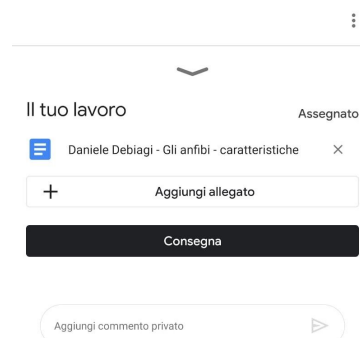 Il tuo lavoro
Assegnato
Daniele Debiagi - Gli anfibi - caratteristiche
Aggiungi allegato
Consegna
Aggiungi commento privato